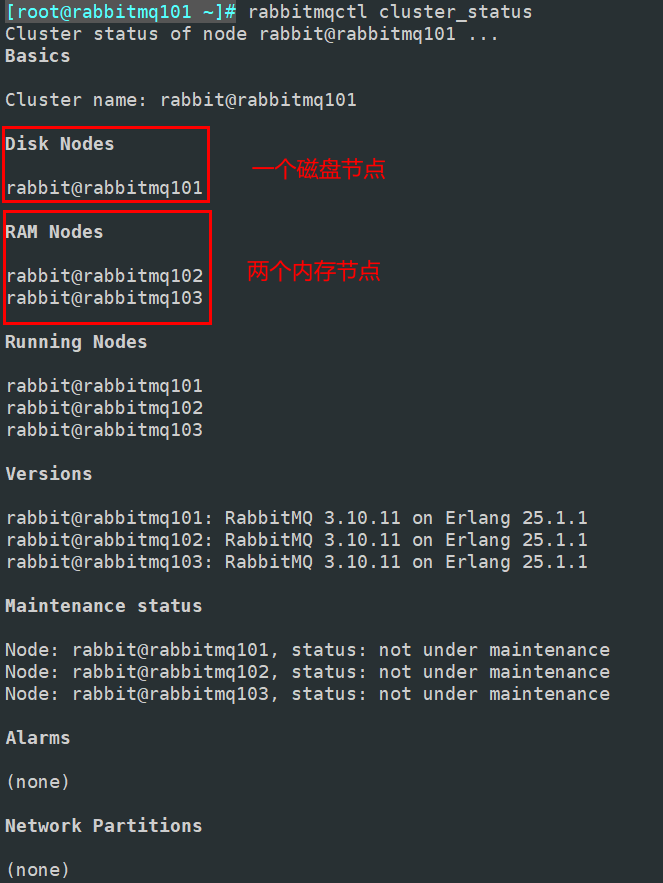 [root@rabbitmq101 ~]# rabbitmqctl cluster_status
Cluster status of node rabbit@rabbitmq101 ...
Basics
Cluster name: rabbit@rabbitmq101
Disk Nodes
一个磁盘节点
rabbit@rabbitmq101
RAM Nodes
两个内存节点
rabbit@rabbitmq102
rabbit@rabbitmq103
Running Nodes
rabbit@rabbitmq101
rabbit@rabbitmq102
rabbit@rabbitmq103
Versions
rabbit@rabbitmq101: RabbitMQ 3.10.11 on Erlang 25.1.1
rabbit@rabbitmq102: RabbitMQ 3.10.11 on Erlang 25.1.1
rabbit@rabbitmq103: RabbitMQ 3.10.11 on Erlang 25.1.1
Maintenance status
Node: rabbit@rabbitmq101, status: not under maintenance
Node: rabbit@rabbitmq102, status: not under maintenance
Node: rabbit@rabbitmq103, status: not under maintenance
Alarms
(none)
Network Partitions
(none)